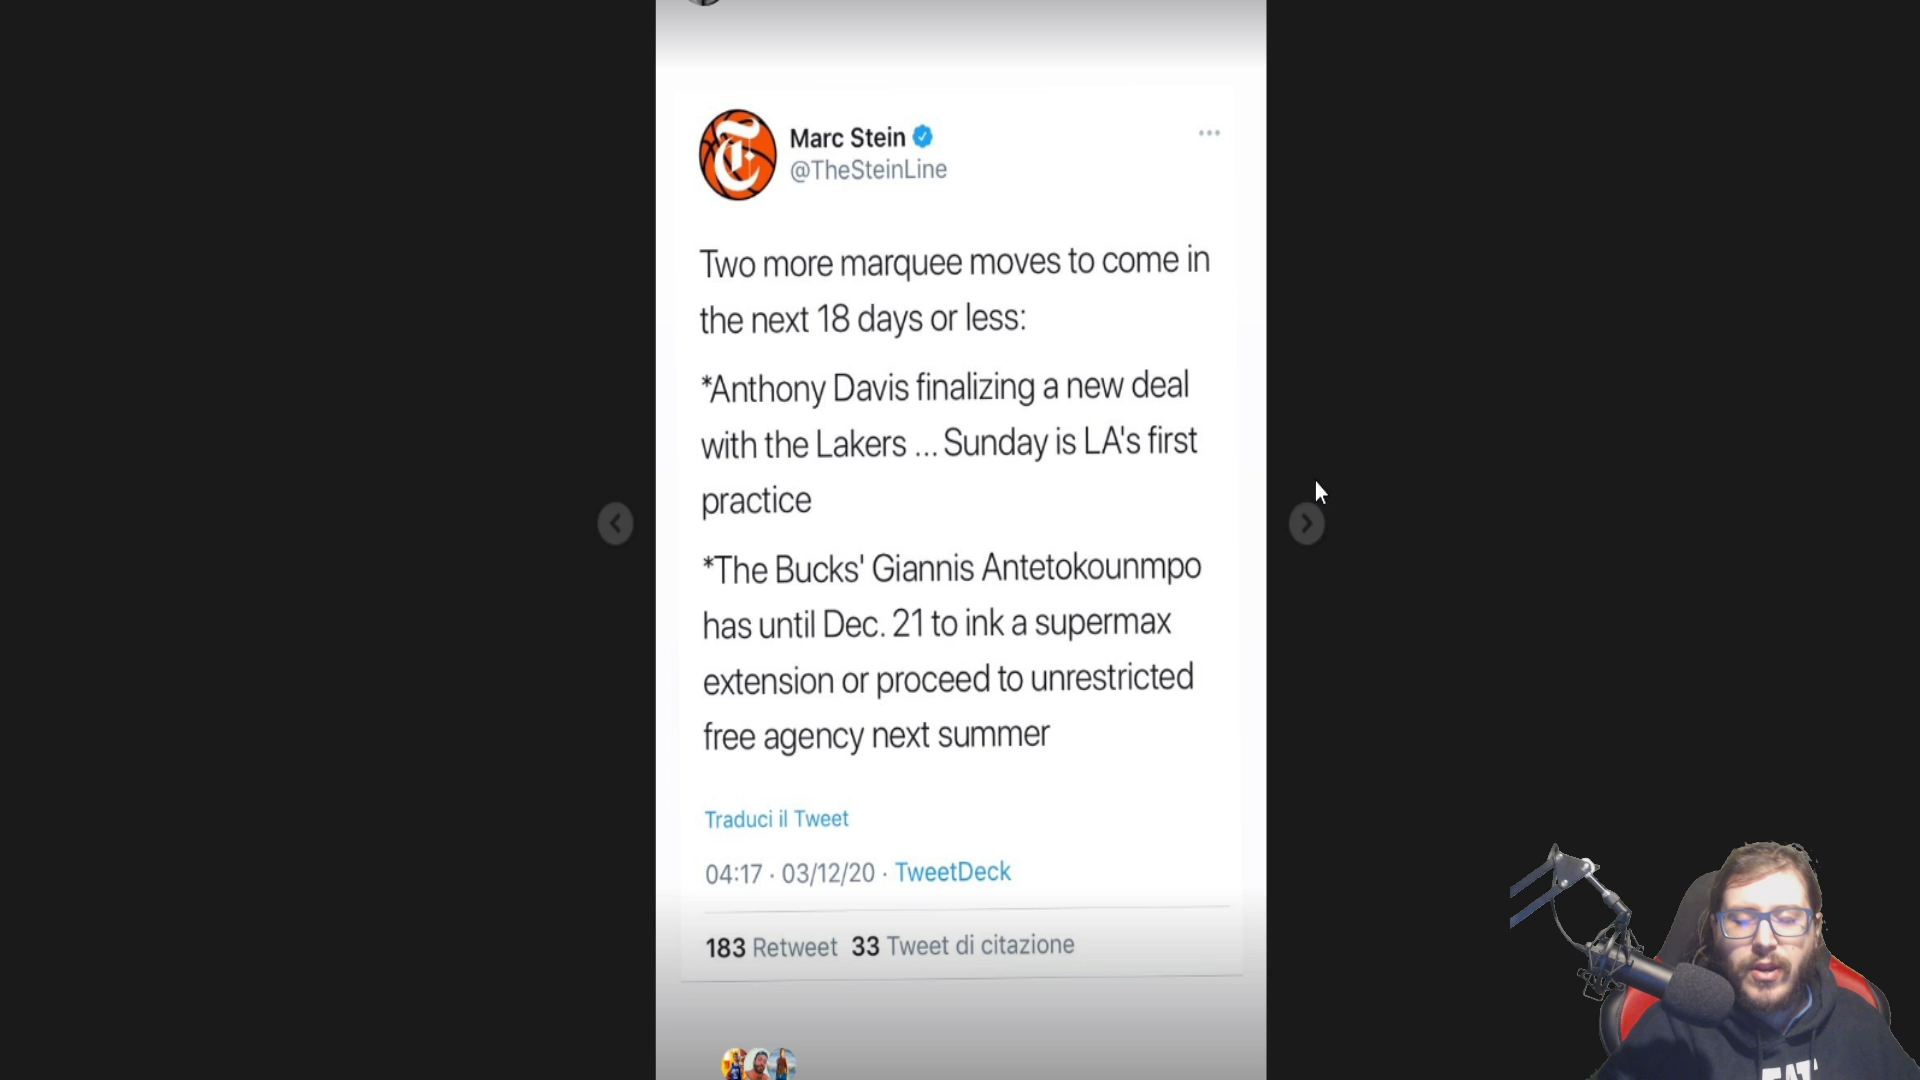 Marc Stein
@TheSteinLine
Two more marquee moves to come in
the next 18 days or less:
*Anthony Davis finalizing a new deal
with the Lakers ... Sunday is LA's first
practice
*The Bucks' Giannis Antetokounmpo
has until Dec. 21 to ink a supermax
extension or proceed to unrestricted
free agency next summer
Traduci il Tweet
04:17 · 03/12/20 · TweetDeck
183 Retweet 33 Tweet di citazione